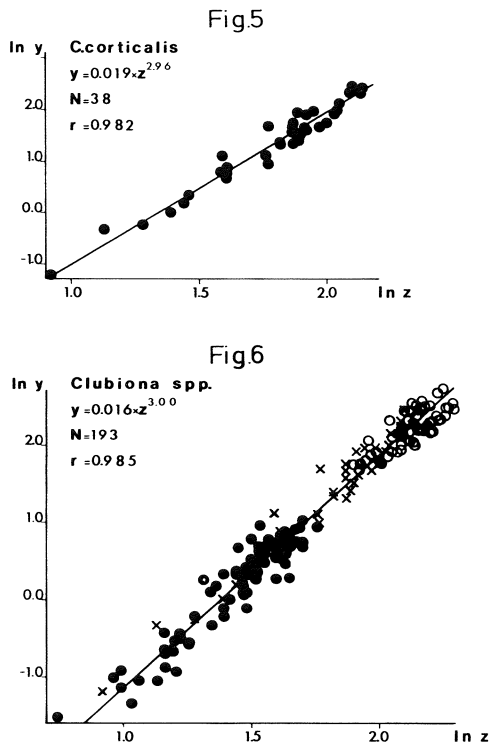 Fig.5
ln y C.corticalis
y=0.019×z^2.96
N=38
r=0.982
2.0
1.0
0.0
-1.0
1.0 1.5 2.0 ln z
Fig.6
ln y Clubiona spp.
y=0.016×z^3.00
N=193
r=0.985
2.0
1.0
0.0
-1.0
1.0 1.5 2.0 ln z